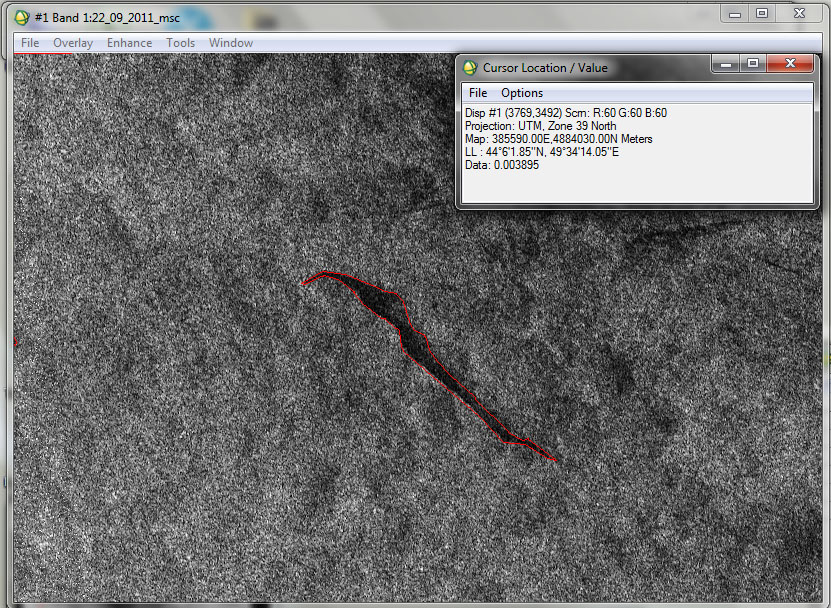 #1 Band 1:22_09_2011_msc
File Overlay Enhance Tools Window
Cursor Location / Value
File Options
Disp #1 (3769,3492) Scrn: R:60 G:60 B:60
Projection: UTM, Zone 39 North
Map: 385590.00E,4884030.00N Meters
LL : 44°6'1.85"N, 49°34'14.05"E
Data: 0.003895